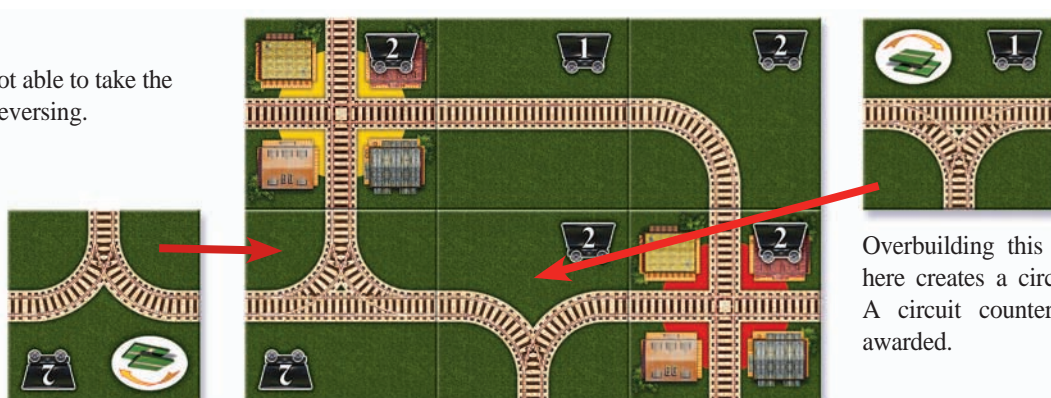 ot able to take the
eversing.
2
1
2
1
2
2
2
2
Overbuilding this
here creates a circ
A circuit counter
awarded.